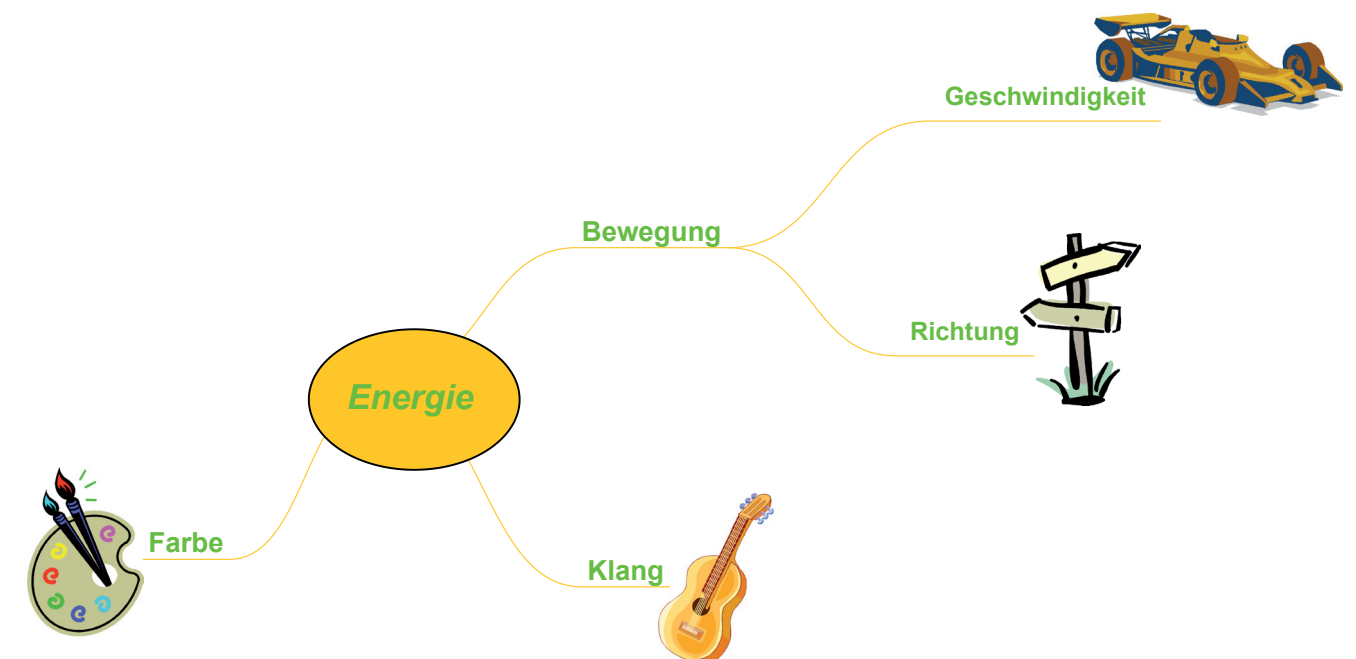 Geschwindigkeit
Bewegung
Richtung
Energie
Farbe
Klang